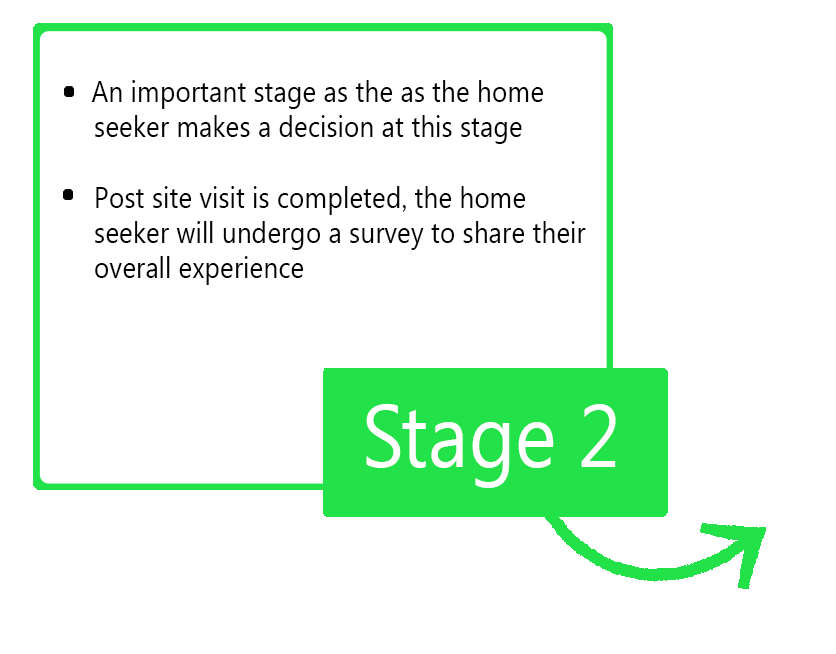 • An important stage as the as the home
seeker makes a decision at this stage
• Post site visit is completed, the home
seeker will undergo a survey to share their
overall experience
Stage 2